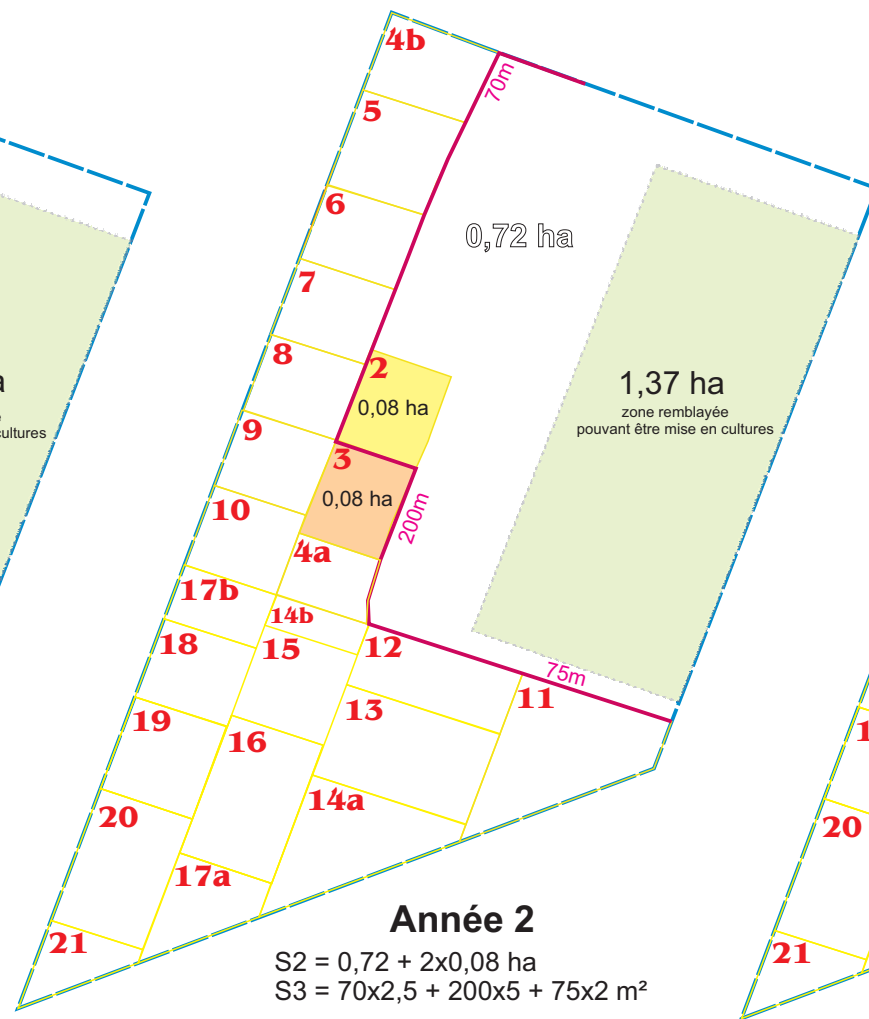 4b
70m
5
6
0,72 ha
7
8
2
a
1,37 ha
zone remblayée
pouvant être mise en cultures
cultures
0,08 ha
9
3
0,08 ha
200m
10
4a
17b
14b
18
15
12
75m
11
13
19
16
14a
1
20
20
17a
21
21
Année 2
S2 = 0,72 + 2x0,08 ha
S3 = 70x2,5 + 200x5 + 75x2 m²